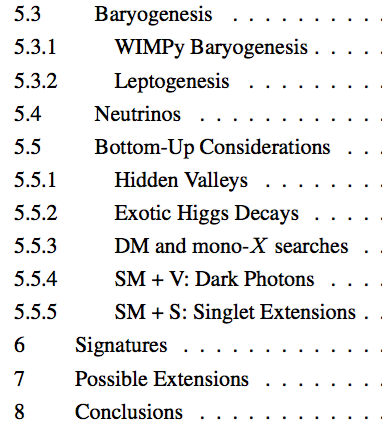 5.3 Baryogenesis . . . . . . . . . .
5.3.1 WIMPy Baryogenesis . . . .
5.3.2 Leptogenesis . . . . . . . .
5.4 Neutrinos . . . . . . . . . . . .
5.5 Bottom-Up Considerations . . .
5.5.1 Hidden Valleys . . . . . . .
5.5.2 Exotic Higgs Decays . . . . .
5.5.3 DM and mono-X searches . .
5.5.4 SM + V: Dark Photons . . . .
5.5.5 SM + S: Singlet Extensions . .
6 Signatures . . . . . . . . . . . . .
7 Possible Extensions . . . . . . . .
8 Conclusions . . . . . . . . . . . .